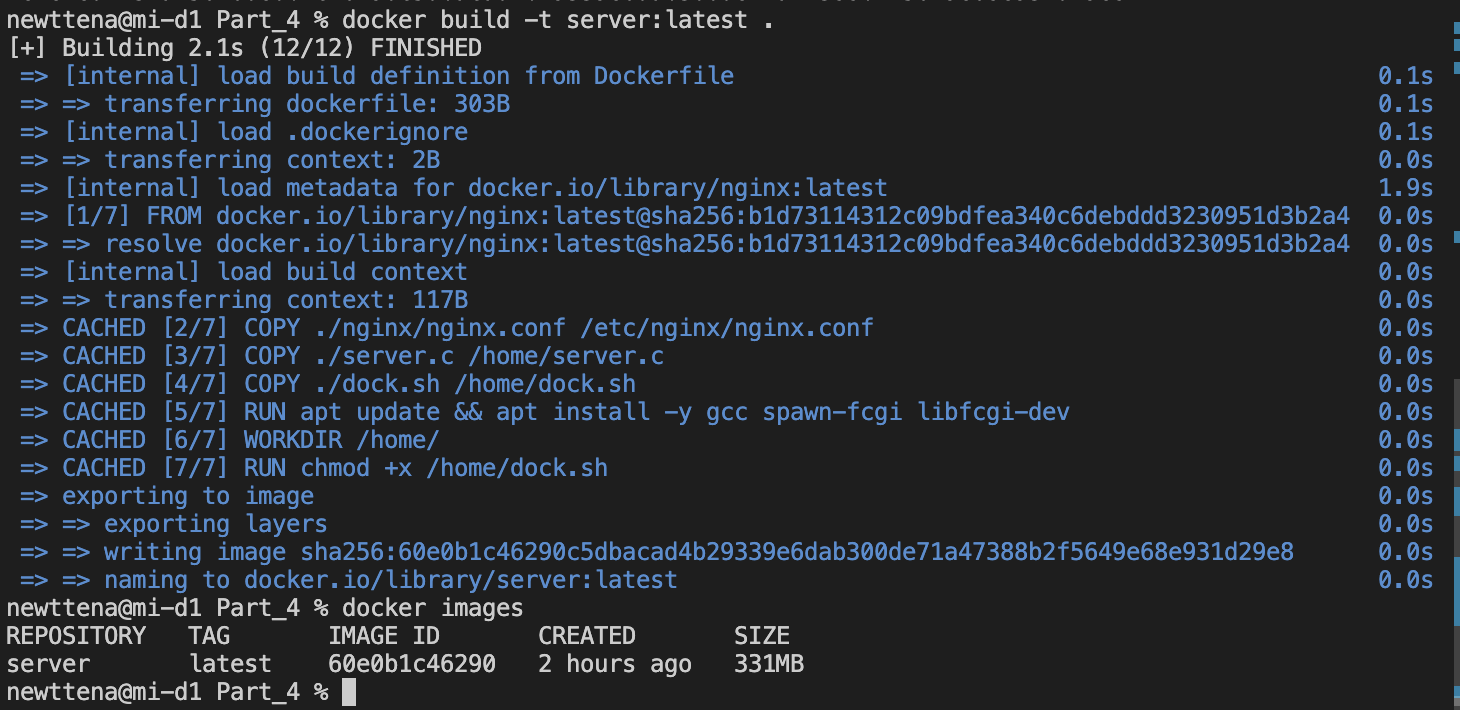 newttena@mi-d1 Part_4 % docker build -t server:latest .
[+] Building 2.1s (12/12) FINISHED
=> [internal] load build definition from Dockerfile 0.1s
=> => transferring dockerfile: 303B 0.1s
=> [internal] load .dockerignore 0.1s
=> => transferring context: 2B 0.0s
=> [internal] load metadata for docker.io/library/nginx:latest 1.9s
=> [1/7] FROM docker.io/library/nginx:latest@sha256:b1d73114312c09bdfea340c6debddd3230951d3b2a4 0.0s
=> => resolve docker.io/library/nginx:latest@sha256:b1d73114312c09bdfea340c6debddd3230951d3b2a4 0.0s
=> [internal] load build context 0.0s
=> => transferring context: 117B 0.0s
=> CACHED [2/7] COPY ./nginx/nginx.conf /etc/nginx/nginx.conf 0.0s
=> CACHED [3/7] COPY ./server.c /home/server.c 0.0s
=> CACHED [4/7] COPY ./dock.sh /home/dock.sh 0.0s
=> CACHED [5/7] RUN apt update && apt install -y gcc spawn-fcgi libfcgi-dev 0.0s
=> CACHED [6/7] WORKDIR /home/ 0.0s
=> CACHED [7/7] RUN chmod +x /home/dock.sh 0.0s
=> exporting to image 0.0s
=> => exporting layers 0.0s
=> => writing image sha256:60e0b1c46290c5dbacad4b29339e6dab300de71a47388b2f5649e68e931d29e8 0.0s
=> => naming to docker.io/library/server:latest 0.0s
newttena@mi-d1 Part_4 % docker images
REPOSITORY TAG IMAGE ID CREATED SIZE
server latest 60e0b1c46290 2 hours ago 331MB
newttena@mi-d1 Part_4 %